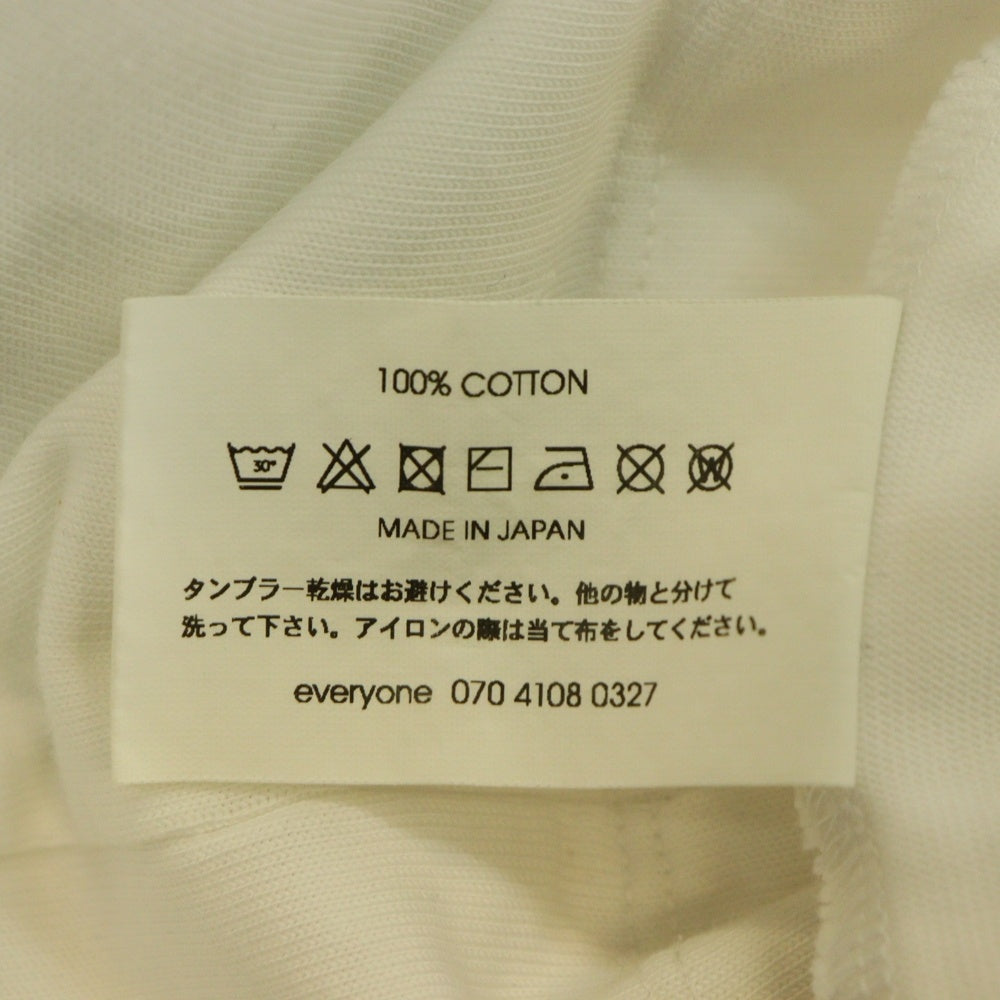 100% COTTON
30°
W
MADE IN JAPAN
タンブラー乾燥はお避けください。他の物と分けて
洗って下さい。アイロンの際は当て布をしてください。
everyone 070 4108 0327